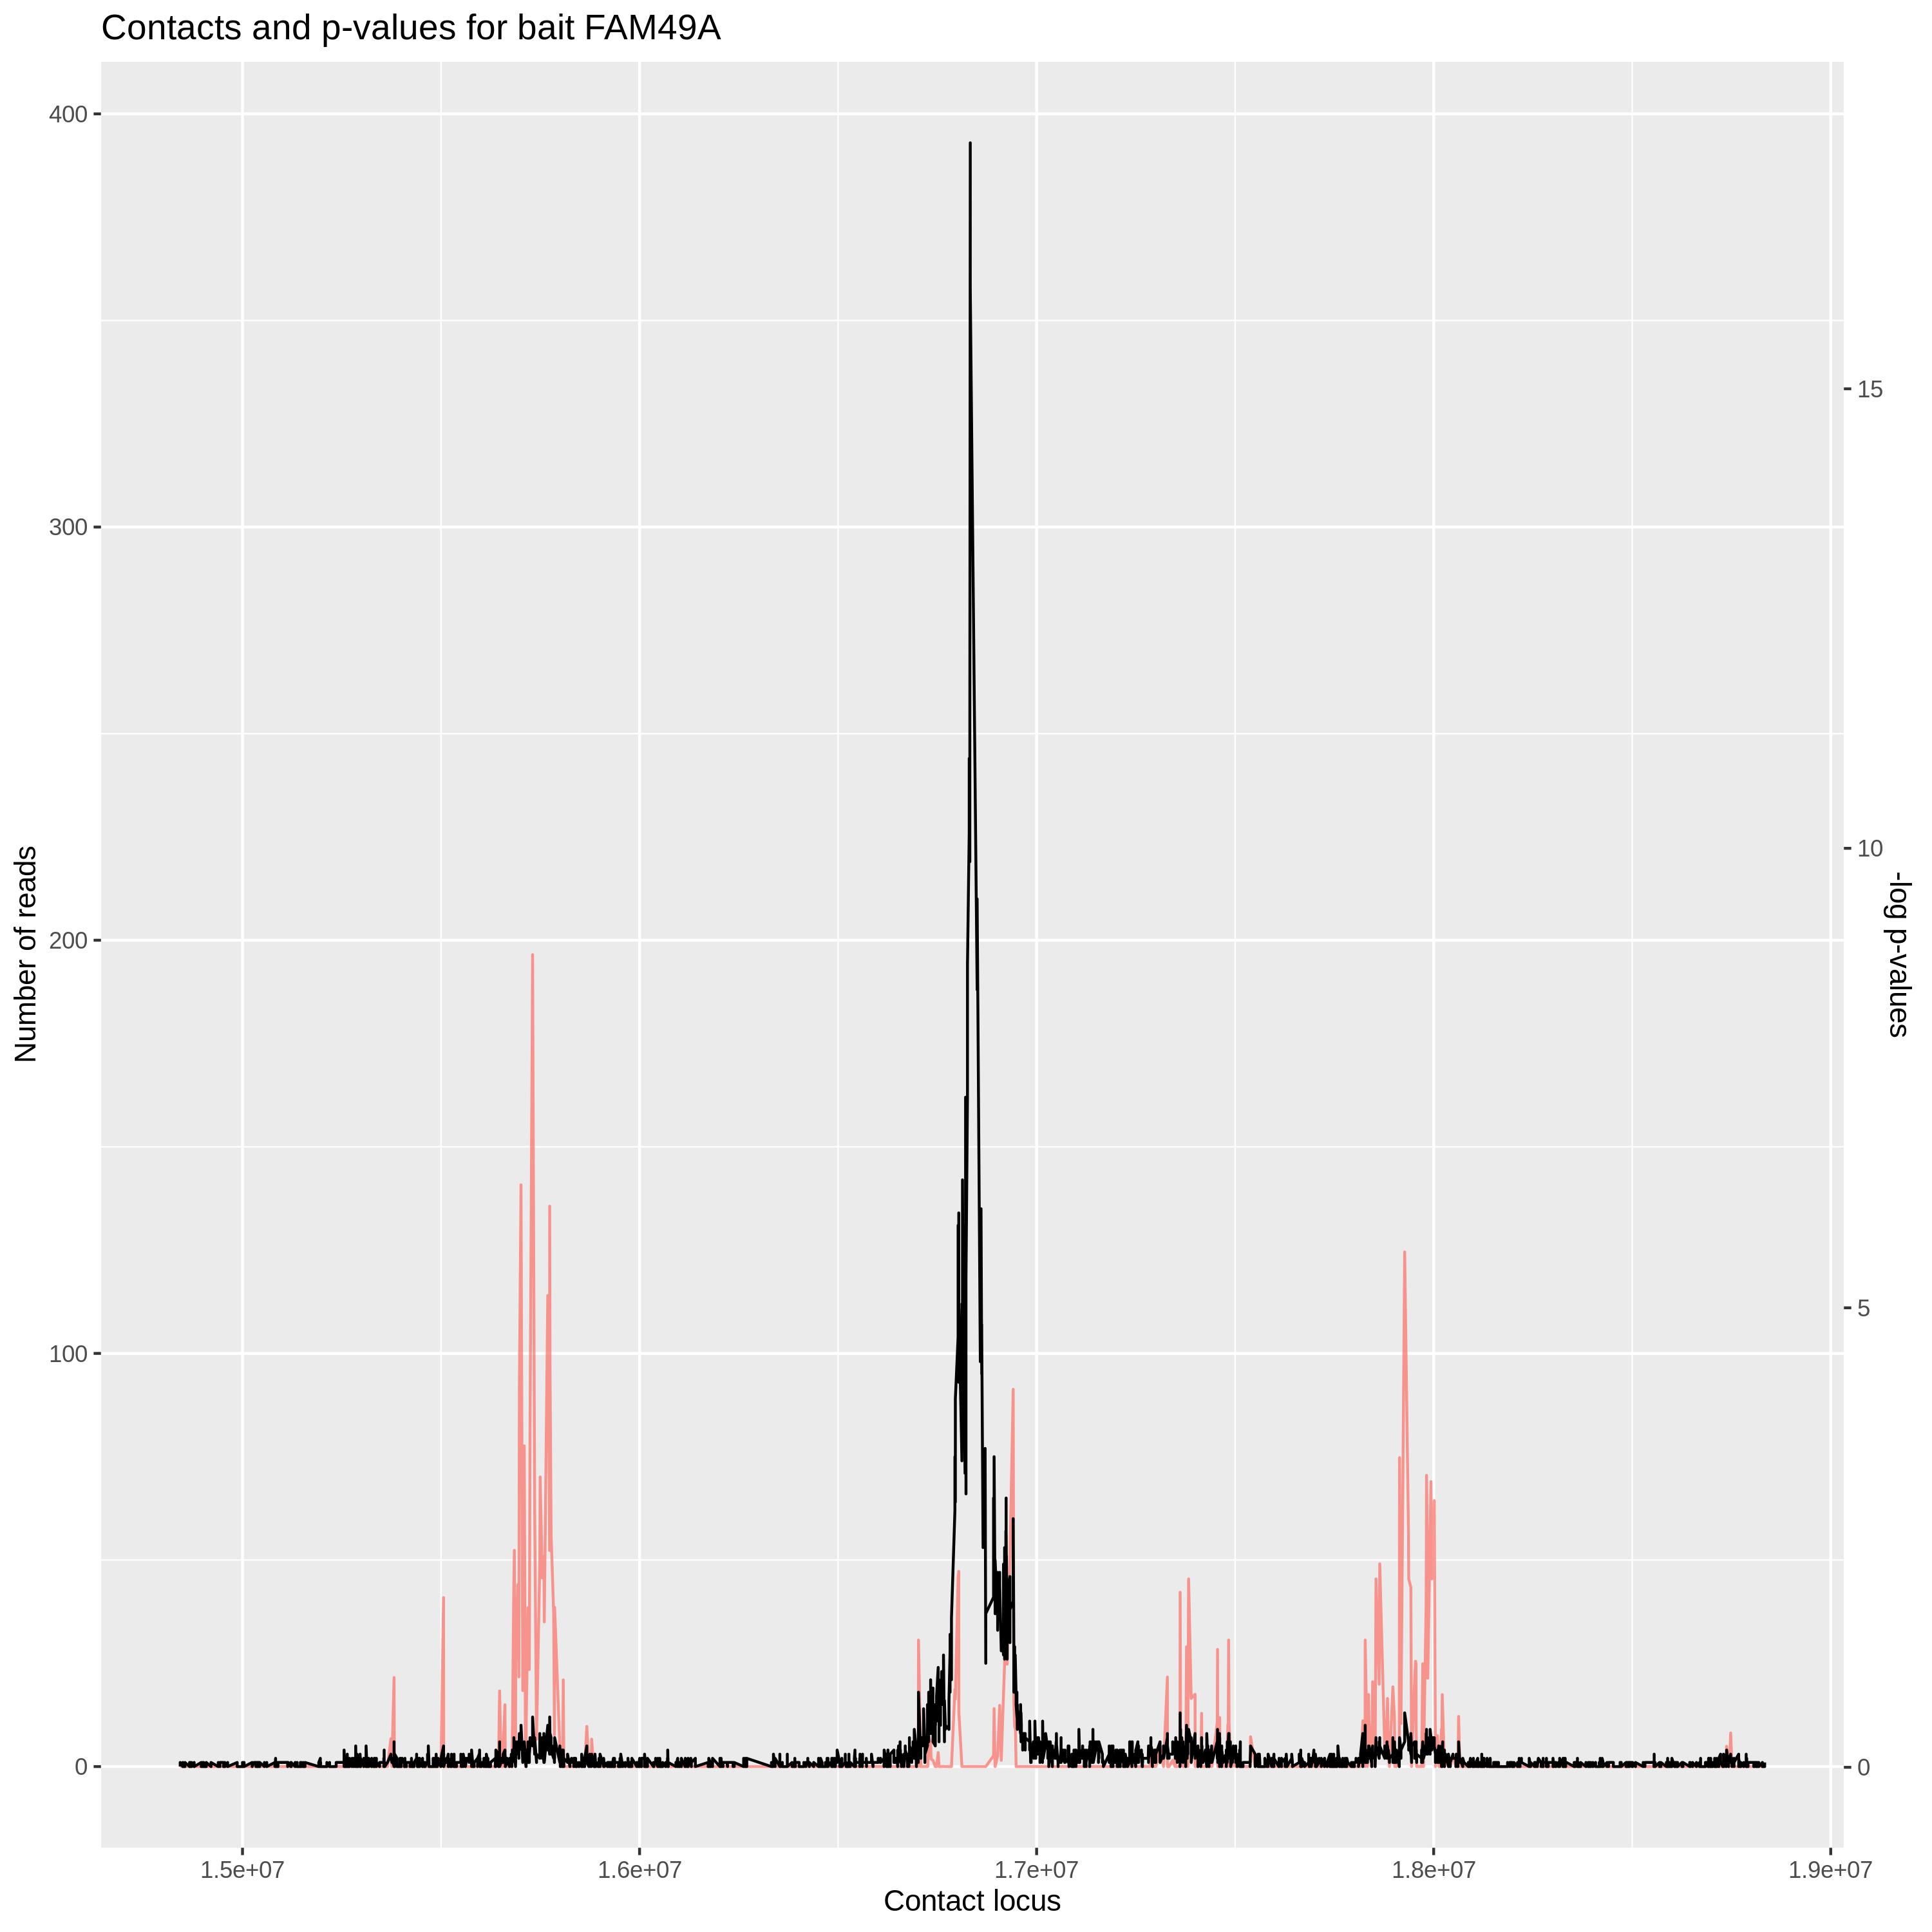 Contacts and p-values for bait FAM49A
400
300
200
100
0
Number of reads
15
10
5
0
-log p-values
1.5e+07
1.6e+07
1.7e+07
1.8e+07
1.9e+07
Contact locus